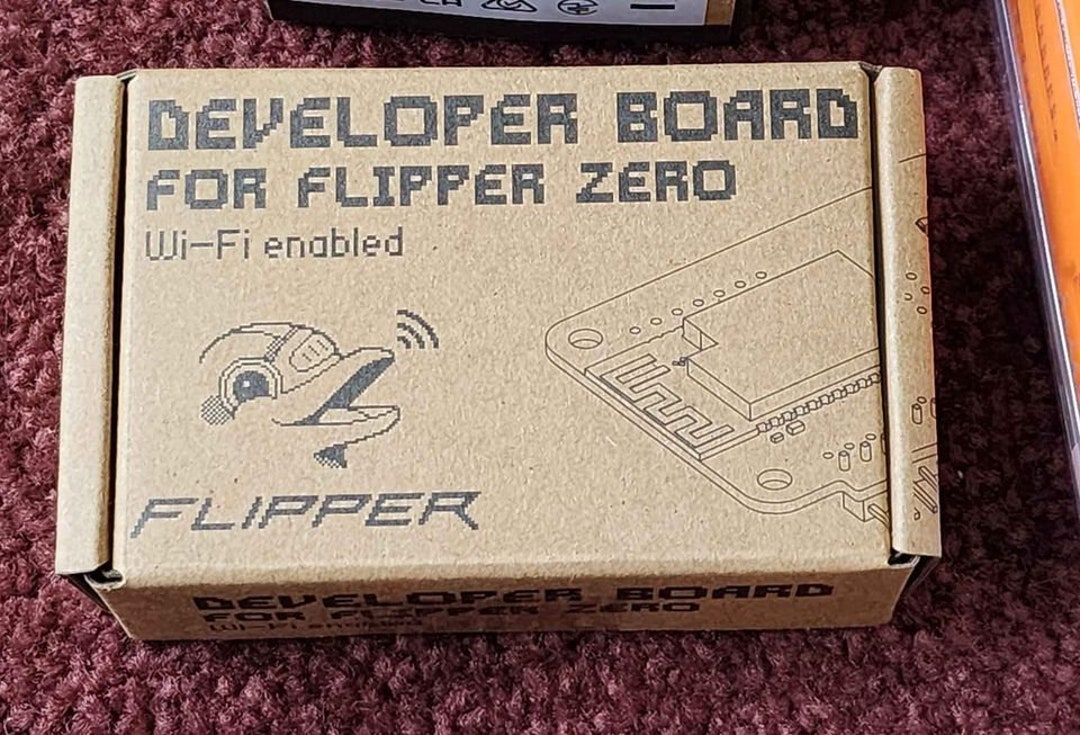 DEVELOPER BOARD
FOR FLIPPER ZERO
Wi-Fi enabled
FLIPPER
DEVELOPER BOARD
FOR FLIPPER ZERO